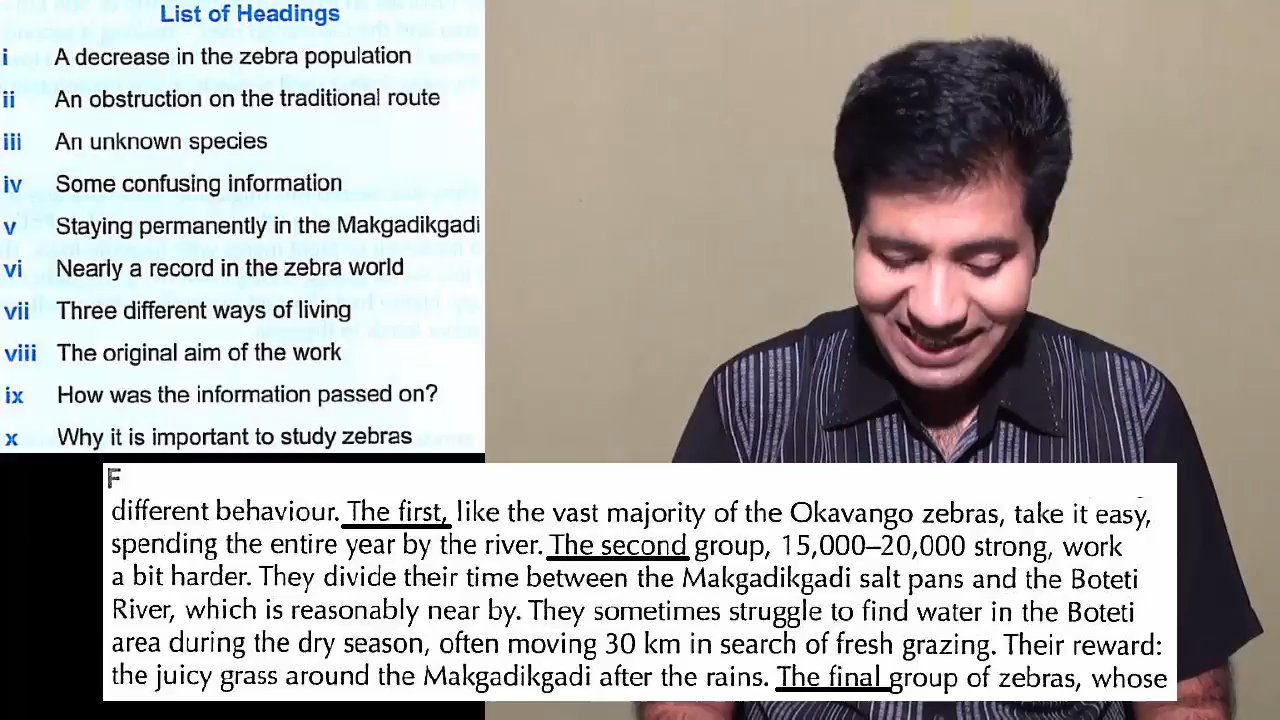 List of Headings
i A decrease in the zebra population
ii An obstruction on the traditional route
iii An unknown species
iv Some confusing information
v Staying permanently in the Makgadikgadi
vi Nearly a record in the zebra world
vii Three different ways of living
viii The original aim of the work
ix How was the information passed on?
x Why it is important to study zebras
F
different behaviour. The first, like the vast majority of the Okavango zebras, take it easy,
spending the entire year by the river. The second group, 15,000–20,000 strong, work
a bit harder. They divide their time between the Makgadikgadi salt pans and the Boteti
River, which is reasonably near by. They sometimes struggle to find water in the Boteti
area during the dry season, often moving 30 km in search of fresh grazing. Their reward:
the juicy grass around the Makgadikgadi after the rains. The final group of zebras, whose